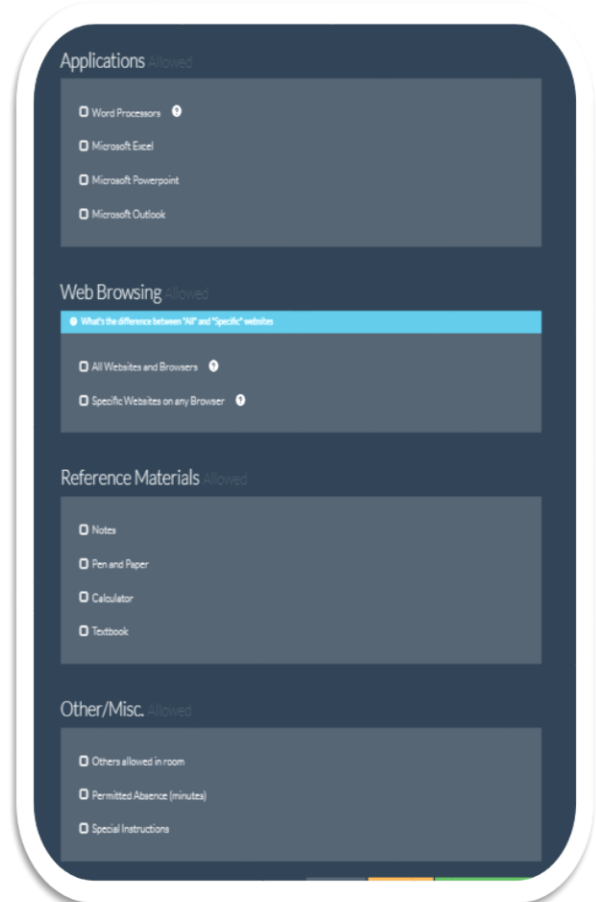 Applications Allowed
Word Processors ?
Microsoft Excel
Microsoft Powerpoint
Microsoft Outlook
Web Browsing Allowed
What's the difference between "All" and "Specific" websites
All Websites and Browsers ?
Specific Websites on any Browser ?
Reference Materials Allowed
Notes
Pen and Paper
Calculator
Textbook
Other/Misc. Allowed
Others allowed in room
Permitted Absence (minutes)
Special Instructions